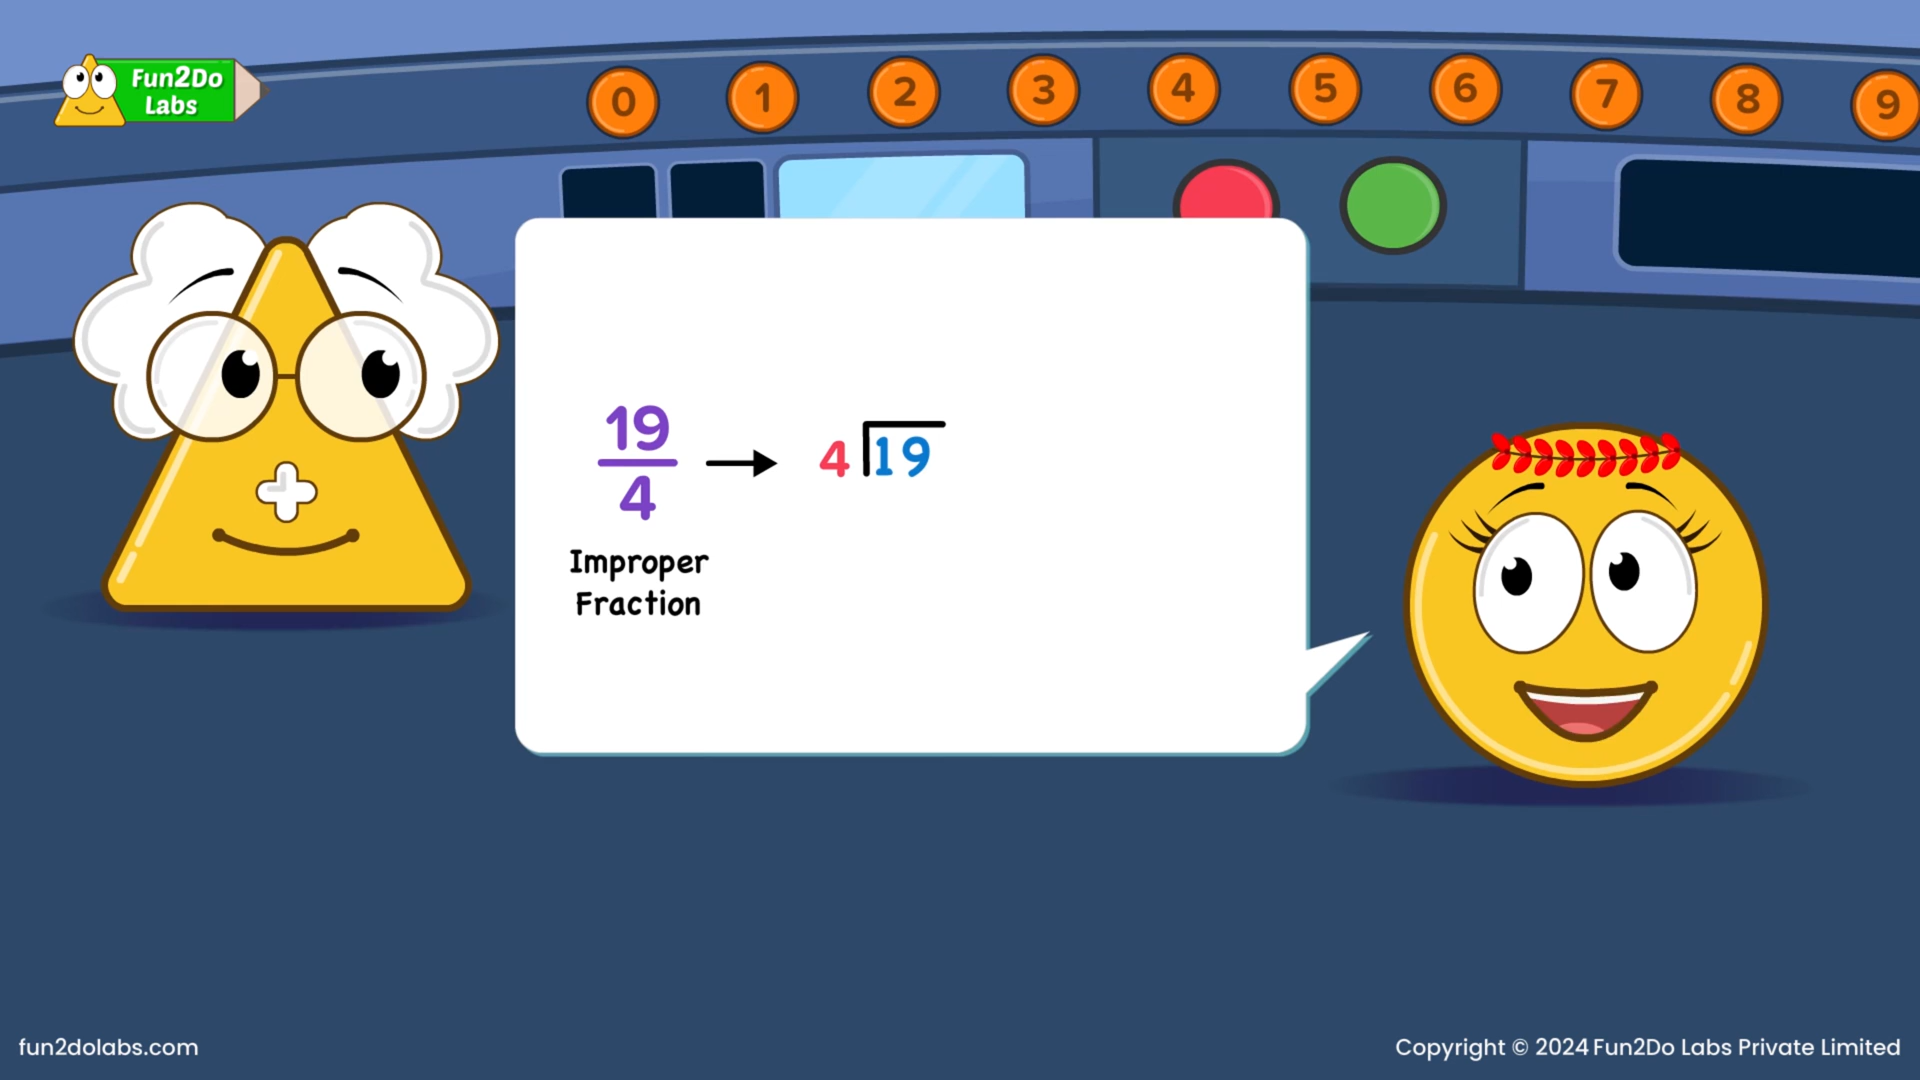 Fun2Do
Labs
0 1 2 3 4 5 6 7 8 9
19
4
4 19
Improper
Fraction
fun2dolabs.com
Copyright © 2024 Fun2Do Labs Private Limited